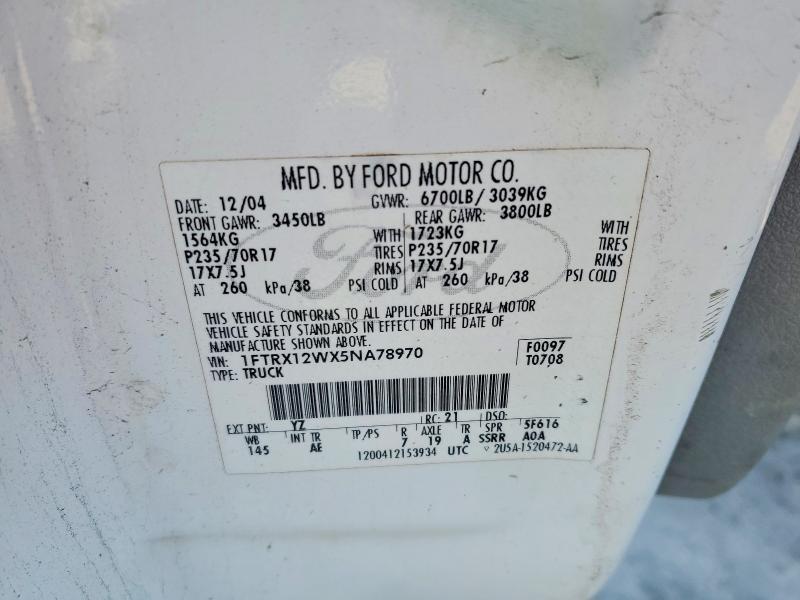 MFD. BY FORD MOTOR CO.
DATE: 12/04 GVWR: 6700LB/ 3039KG
FRONT GAWR: 3450LB REAR GAWR: 3800LB
1564KG WITH 1723KG WITH
P235/70R17 TIRES P235/70R17 TIRES
17X7.5J RIMS 17X7.5J RIMS
AT 260 kPa/38 PSI COLD AT 260 kPa/38 PSI COLD
THIS VEHICLE CONFORMS TO ALL APPLICABLE FEDERAL MOTOR
VEHICLE SAFETY STANDARDS IN EFFECT ON THE DATE OF
MANUFACTURE SHOWN ABOVE.
VIN: 1FTRX12WX5NA78970 F0097
TYPE: TRUCK T0708
EXT PNT: YZ RC: 21 DSO:
WB INT TR TP/PS R AXLE TR SPR 5F616
145 AE 7 19 A SSRR A0A
1200412153934 UTC 2U5A-1520472-AA
Ford